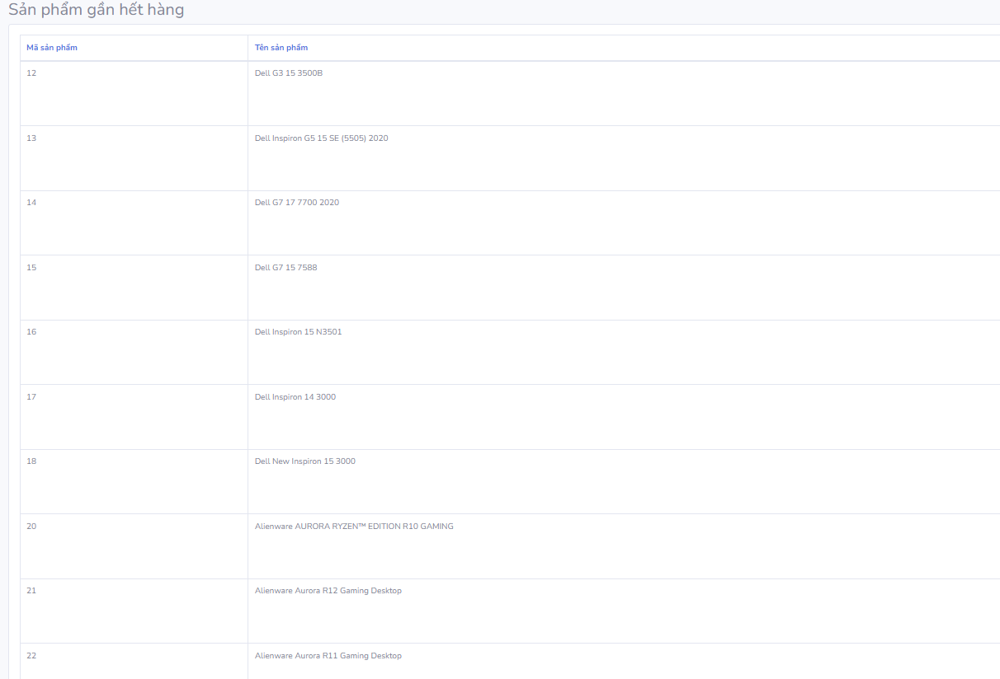 Sản phẩm gần hết hàng
Mã sản phẩm Tên sản phẩm
12 Dell G3 15 3500B
13 Dell Inspiron G5 15 SE (5505) 2020
14 Dell G7 17 7700 2020
15 Dell G7 15 7588
16 Dell Inspiron 15 N3501
17 Dell Inspiron 14 3000
18 Dell New Inspiron 15 3000
20 Alienware AURORA RYZEN™ EDITION R10 GAMING
21 Alienware Aurora R12 Gaming Desktop
22 Alienware Aurora R11 Gaming Desktop